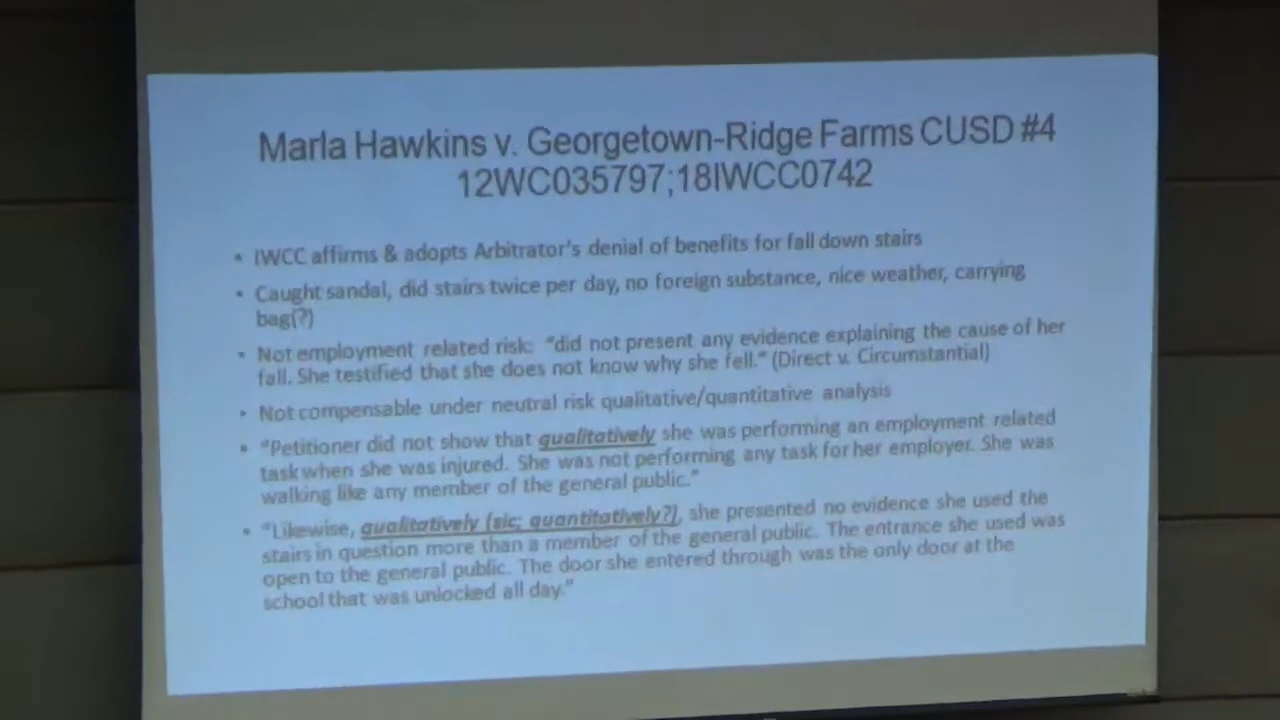 Marla Hawkins v. Georgetown-Ridge Farms CUSD #4
12WC035797;18IWCC0742
• IWCC affirms & adopts Arbitrator's denial of benefits for fall down stairs
• Caught sandal, did stairs twice per day, no foreign substance, nice weather, carrying
bag(?)
• Not employment related risk: "did not present any evidence explaining the cause of her
fall. She testified that she does not know why she fell." (Direct v. Circumstantial)
• Not compensable under neutral risk qualitative/quantitative analysis
• "Petitioner did not show that qualitatively she was performing an employment related
task when she was injured. She was not performing any task for her employer. She was
walking like any member of the general public."
• "Likewise, qualitatively (sic; quantitatively?), she presented no evidence she used the
stairs in question more than a member of the general public. The entrance she used was
open to the general public. The door she entered through was the only door at the
school that was unlocked all day."